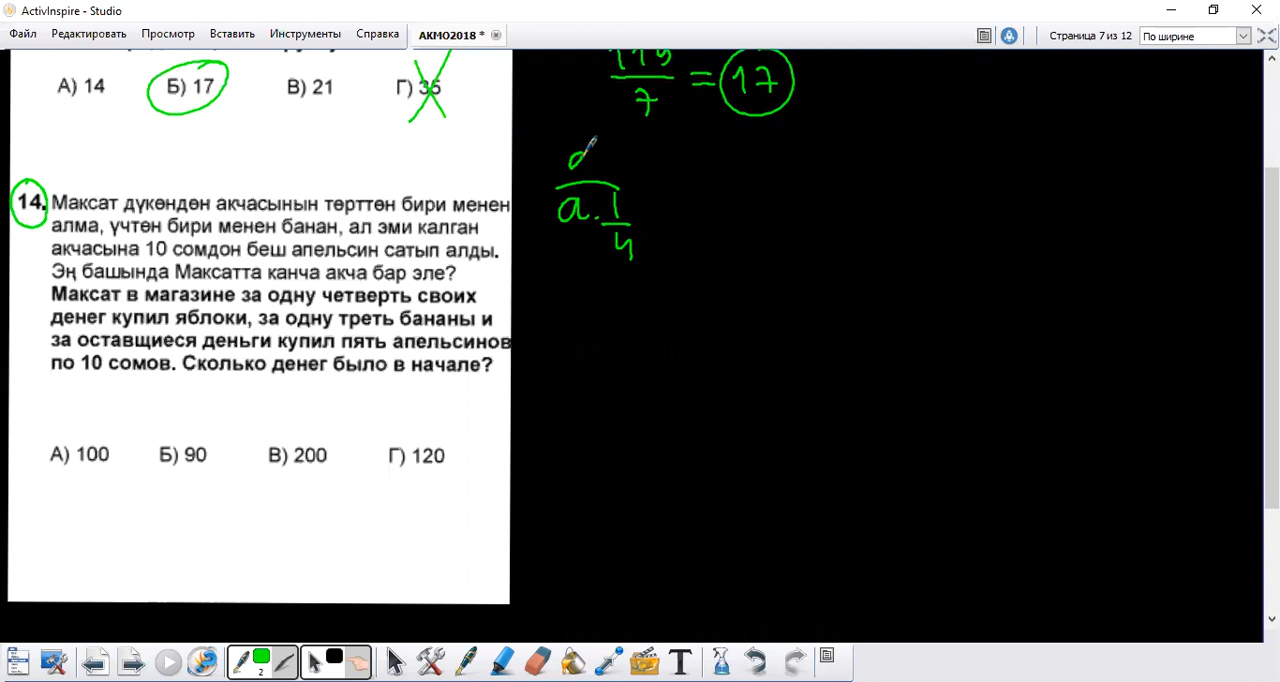 ActivInspire - Studio
Файл Редактировать Просмотр Вставить Инструменты Справка АКМО2018 * Страница 7 из 12 По ширине
А) 14 Б) 17 В) 21 Г) 35
7 = 17
a · 1
4
14. Максат дүкөндөн акчасынын төрттөн бири менен
алма, үчтөн бири менен банан, ал эми калган
акчасына 10 сомдон беш апельсин сатып алды.
Эң башында Максатта канча акча бар эле?
Максат в магазине за одну четверть своих
денег купил яблоки, за одну треть бананы и
за оставщиеся деньги купил пять апельсинов
по 10 сомов. Сколько денег было в начале?
А) 100 Б) 90 В) 200 Г) 120
2